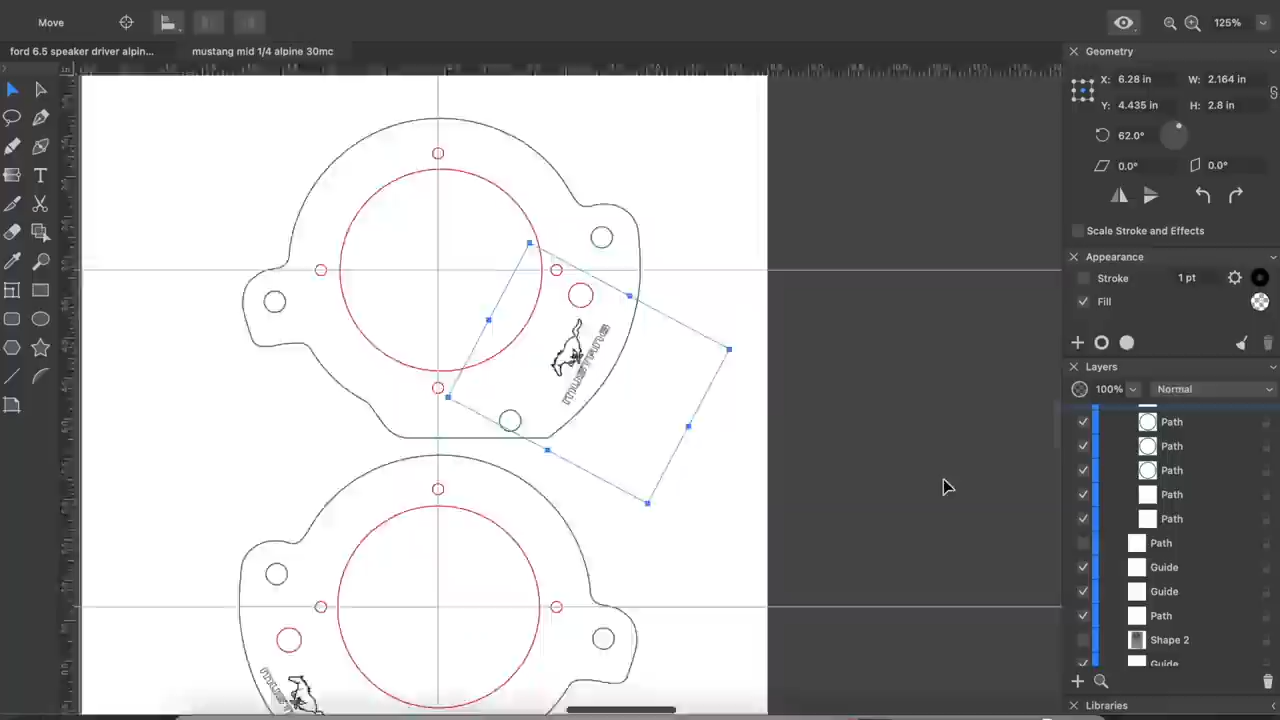 Move
125%
ford 6.5 speaker driver alpin...
mustang mid 1/4 alpine 30mc
Geometry
X: 6.28 in
W: 2.164 in
Y: 4.435 in
H: 2.8 in
62.0°
0.0°
0.0°
Scale Stroke and Effects
Appearance
Stroke
1 pt
Fill
Layers
100%
Normal
Path
Path
Path
Path
Path
Path
Guide
Guide
Path
Shape 2
Guide
Libraries
mustang
mustang